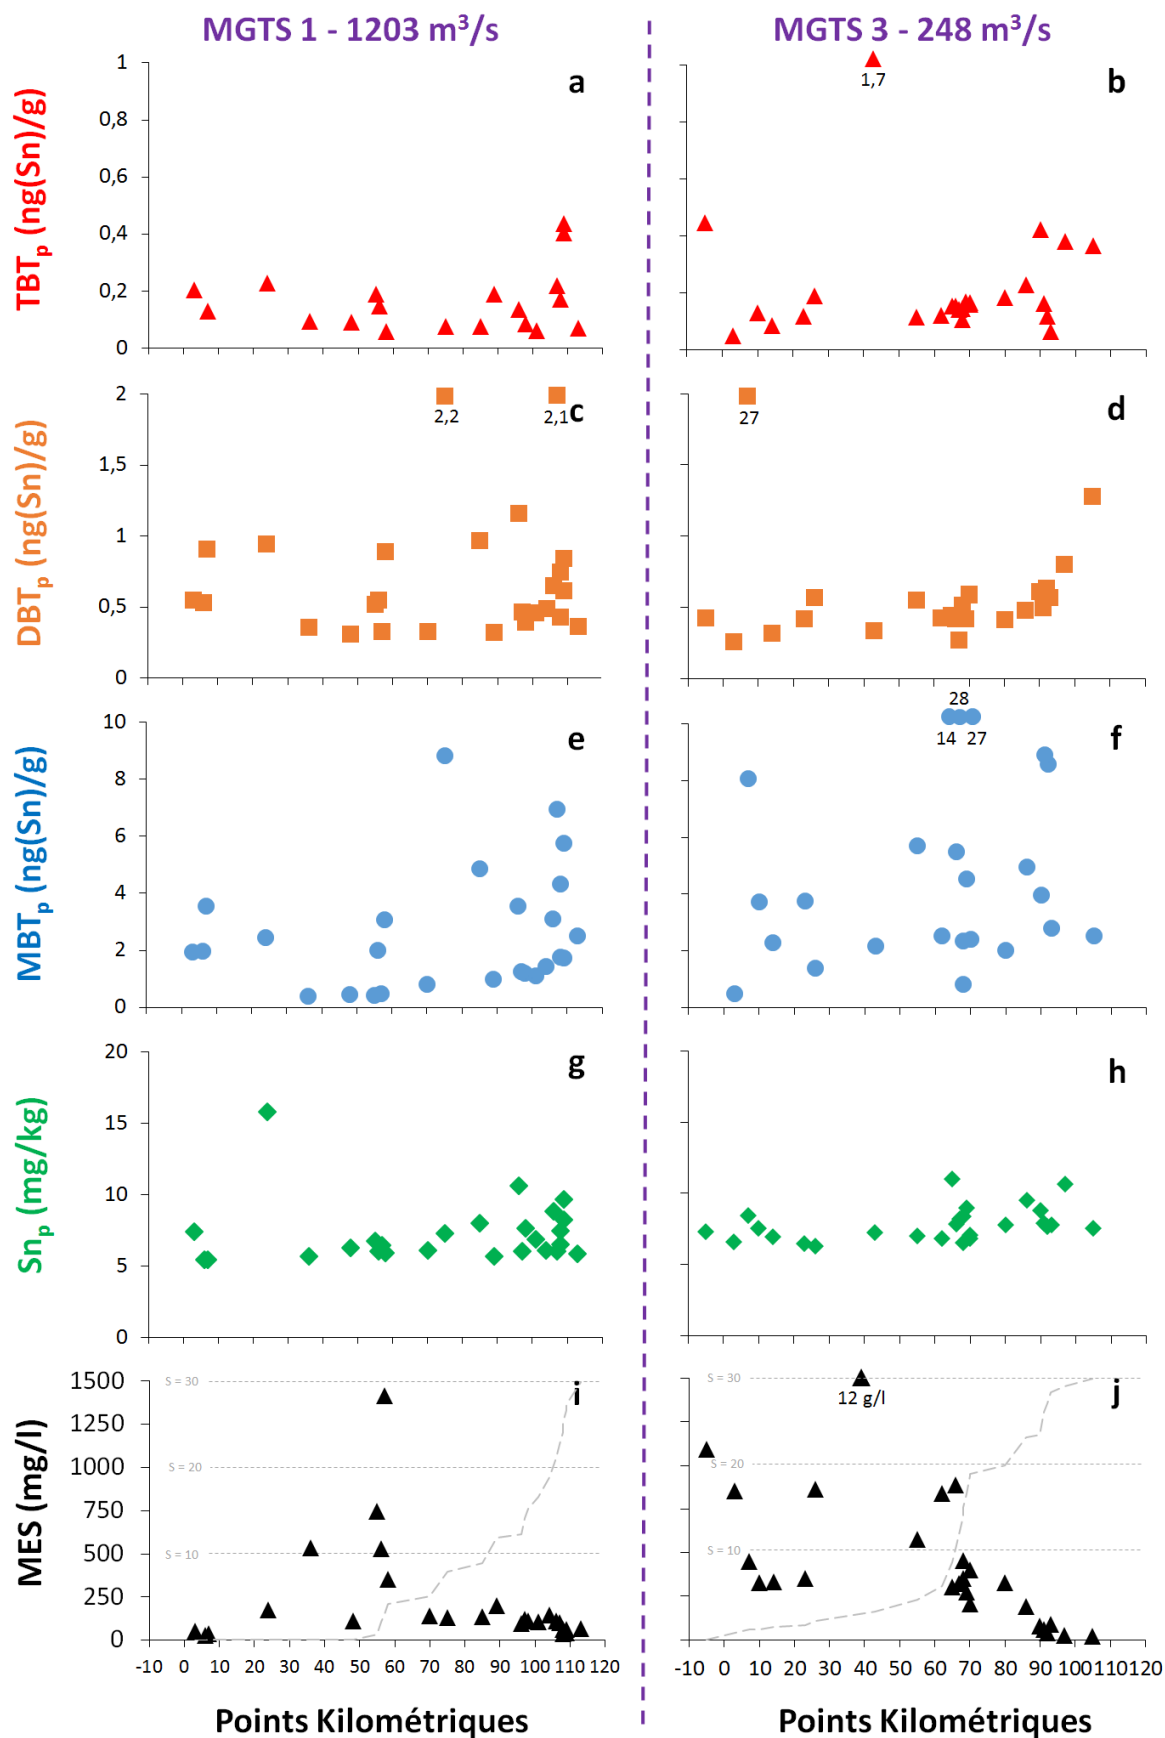 MGTS 1 - 1203 m³/s
MGTS 3 - 248 m³/s
TBTp (ng(Sn)/g)
1
0,8
0,6
0,4
0,2
0
a
1,7
b
DBTp (ng(Sn)/g)
2
1,5
1
0,5
0
2,2
2,1
c
27
d
MBTp (ng(Sn)/g)
10
8
6
4
2
0
e
28
14
27
f
Snp (mg/kg)
20
15
10
5
0
g
h
MES (mg/l)
1500
1250
1000
750
500
250
0
S = 30
S = 20
S = 10
i
12 g/l
S = 30
S = 20
S = 10
j
-10 0 10 20 30 40 50 60 70 80 90 100 110 120
-10 0 10 20 30 40 50 60 70 80 90 100 110 120
Points Kilométriques
Points Kilométriques